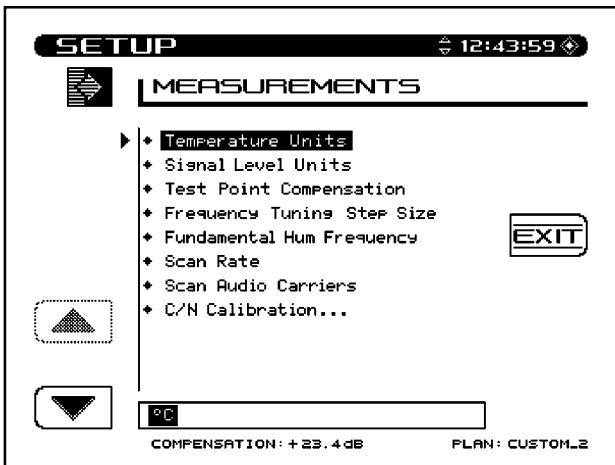 SETUP 12:43:59
MEASUREMENTS
Temperature Units
Signal Level Units
Test Point Compensation
Frequency Tuning Step Size
Fundamental Hum Frequency
EXIT
Scan Rate
Scan Audio Carriers
C/N Calibration...
°C
COMPENSATION: +23.4dB PLAN: CUSTOM_2